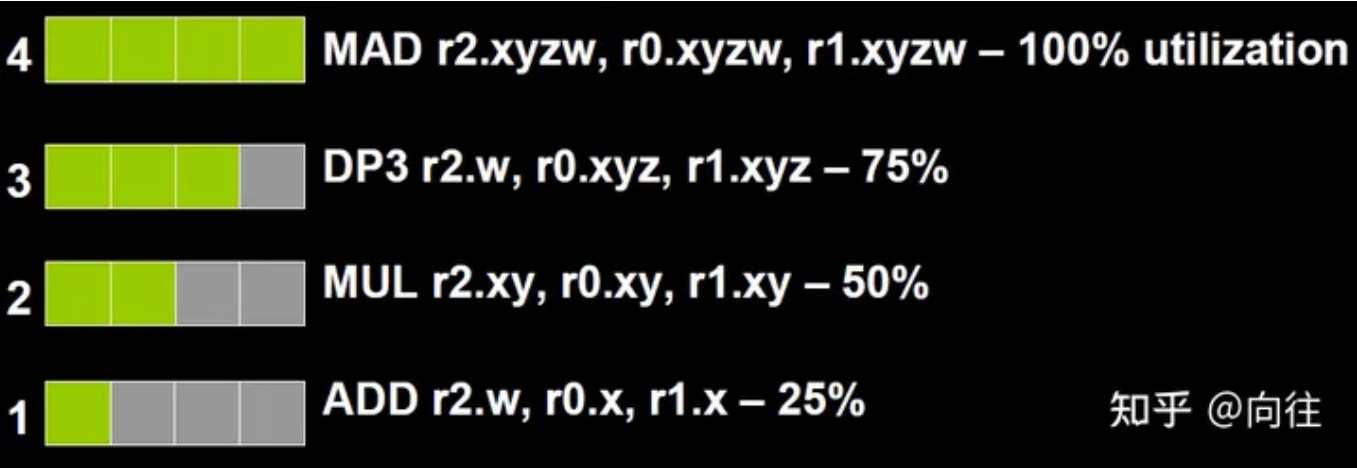 4 MAD r2.xyzw, r0.xyzw, r1.xyzw – 100% utilization
3 DP3 r2.w, r0.xyz, r1.xyz – 75%
2 MUL r2.xy, r0.xy, r1.xy – 50%
1 ADD r2.w, r0.x, r1.x – 25%
知乎 @向往